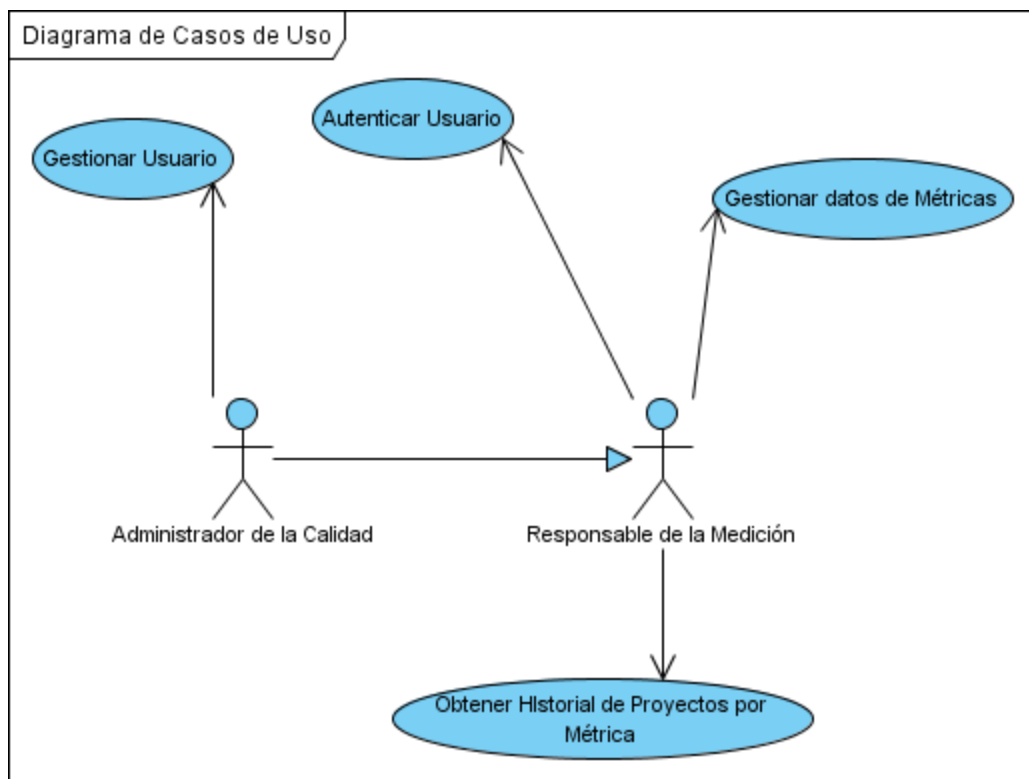 Diagrama de Casos de Uso
Autenticar Usuario
Gestionar Usuario
Gestionar datos de Métricas
Administrador de la Calidad
Responsable de la Medición
Obtener HIstorial de Proyectos por
Métrica